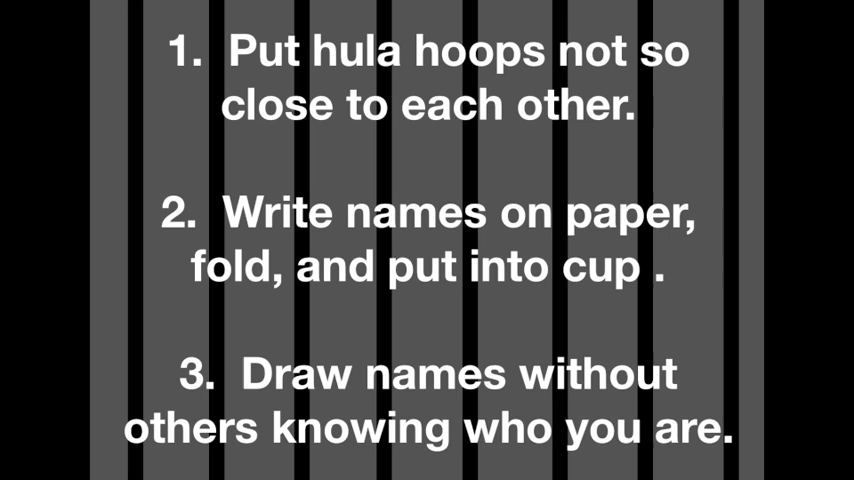 1. Put hula hoops not so
close to each other.
2. Write names on paper,
fold, and put into cup .
3. Draw names without
others knowing who you are.